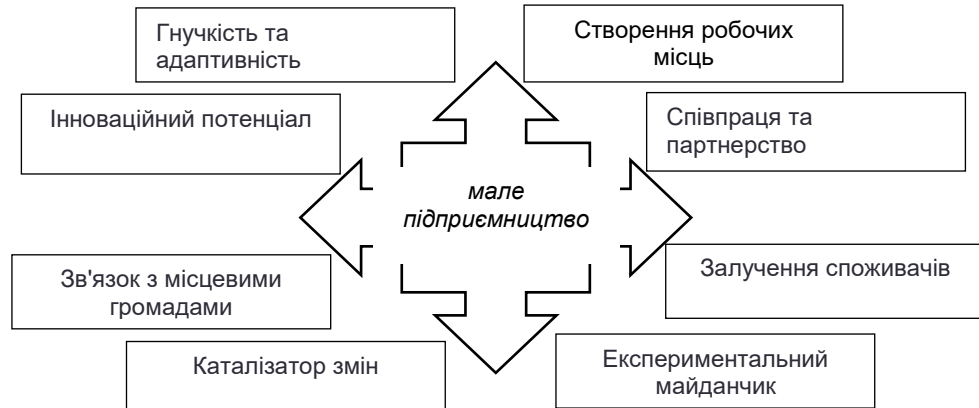 Гнучкість та
адаптивність
Створення робочих
місць
Інноваційний потенціал
Співпраця та
партнерство
мале
підприємництво
Зв'язок з місцевими
громадами
Залучення споживачів
Каталізатор змін
Експериментальний
майданчик